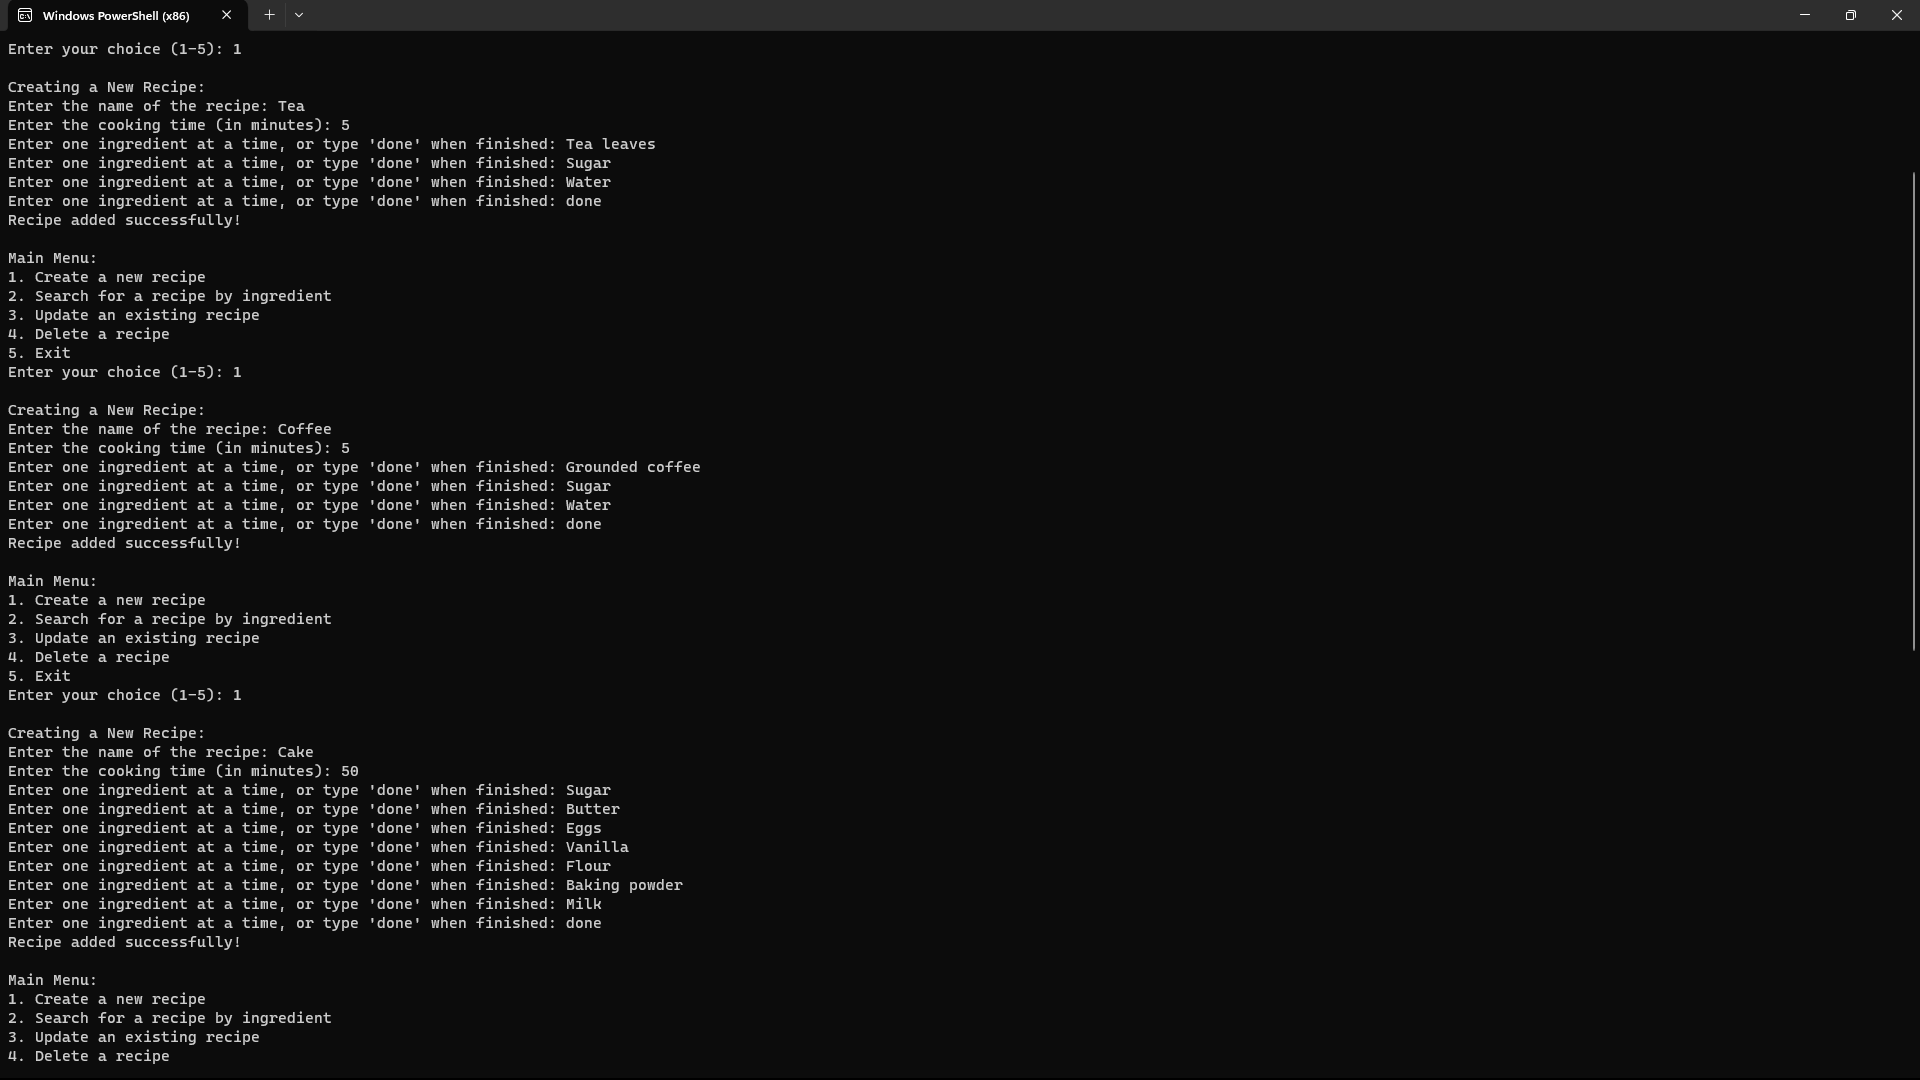 Windows PowerShell (x86)
Enter your choice (1-5): 1
Creating a New Recipe:
Enter the name of the recipe: Tea
Enter the cooking time (in minutes): 5
Enter one ingredient at a time, or type 'done' when finished: Tea leaves
Enter one ingredient at a time, or type 'done' when finished: Sugar
Enter one ingredient at a time, or type 'done' when finished: Water
Enter one ingredient at a time, or type 'done' when finished: done
Recipe added successfully!
Main Menu:
1. Create a new recipe
2. Search for a recipe by ingredient
3. Update an existing recipe
4. Delete a recipe
5. Exit
Enter your choice (1-5): 1
Creating a New Recipe:
Enter the name of the recipe: Coffee
Enter the cooking time (in minutes): 5
Enter one ingredient at a time, or type 'done' when finished: Grounded coffee
Enter one ingredient at a time, or type 'done' when finished: Sugar
Enter one ingredient at a time, or type 'done' when finished: Water
Enter one ingredient at a time, or type 'done' when finished: done
Recipe added successfully!
Main Menu:
1. Create a new recipe
2. Search for a recipe by ingredient
3. Update an existing recipe
4. Delete a recipe
5. Exit
Enter your choice (1-5): 1
Creating a New Recipe:
Enter the name of the recipe: Cake
Enter the cooking time (in minutes): 50
Enter one ingredient at a time, or type 'done' when finished: Sugar
Enter one ingredient at a time, or type 'done' when finished: Butter
Enter one ingredient at a time, or type 'done' when finished: Eggs
Enter one ingredient at a time, or type 'done' when finished: Vanilla
Enter one ingredient at a time, or type 'done' when finished: Flour
Enter one ingredient at a time, or type 'done' when finished: Baking powder
Enter one ingredient at a time, or type 'done' when finished: Milk
Enter one ingredient at a time, or type 'done' when finished: done
Recipe added successfully!
Main Menu:
1. Create a new recipe
2. Search for a recipe by ingredient
3. Update an existing recipe
4. Delete a recipe